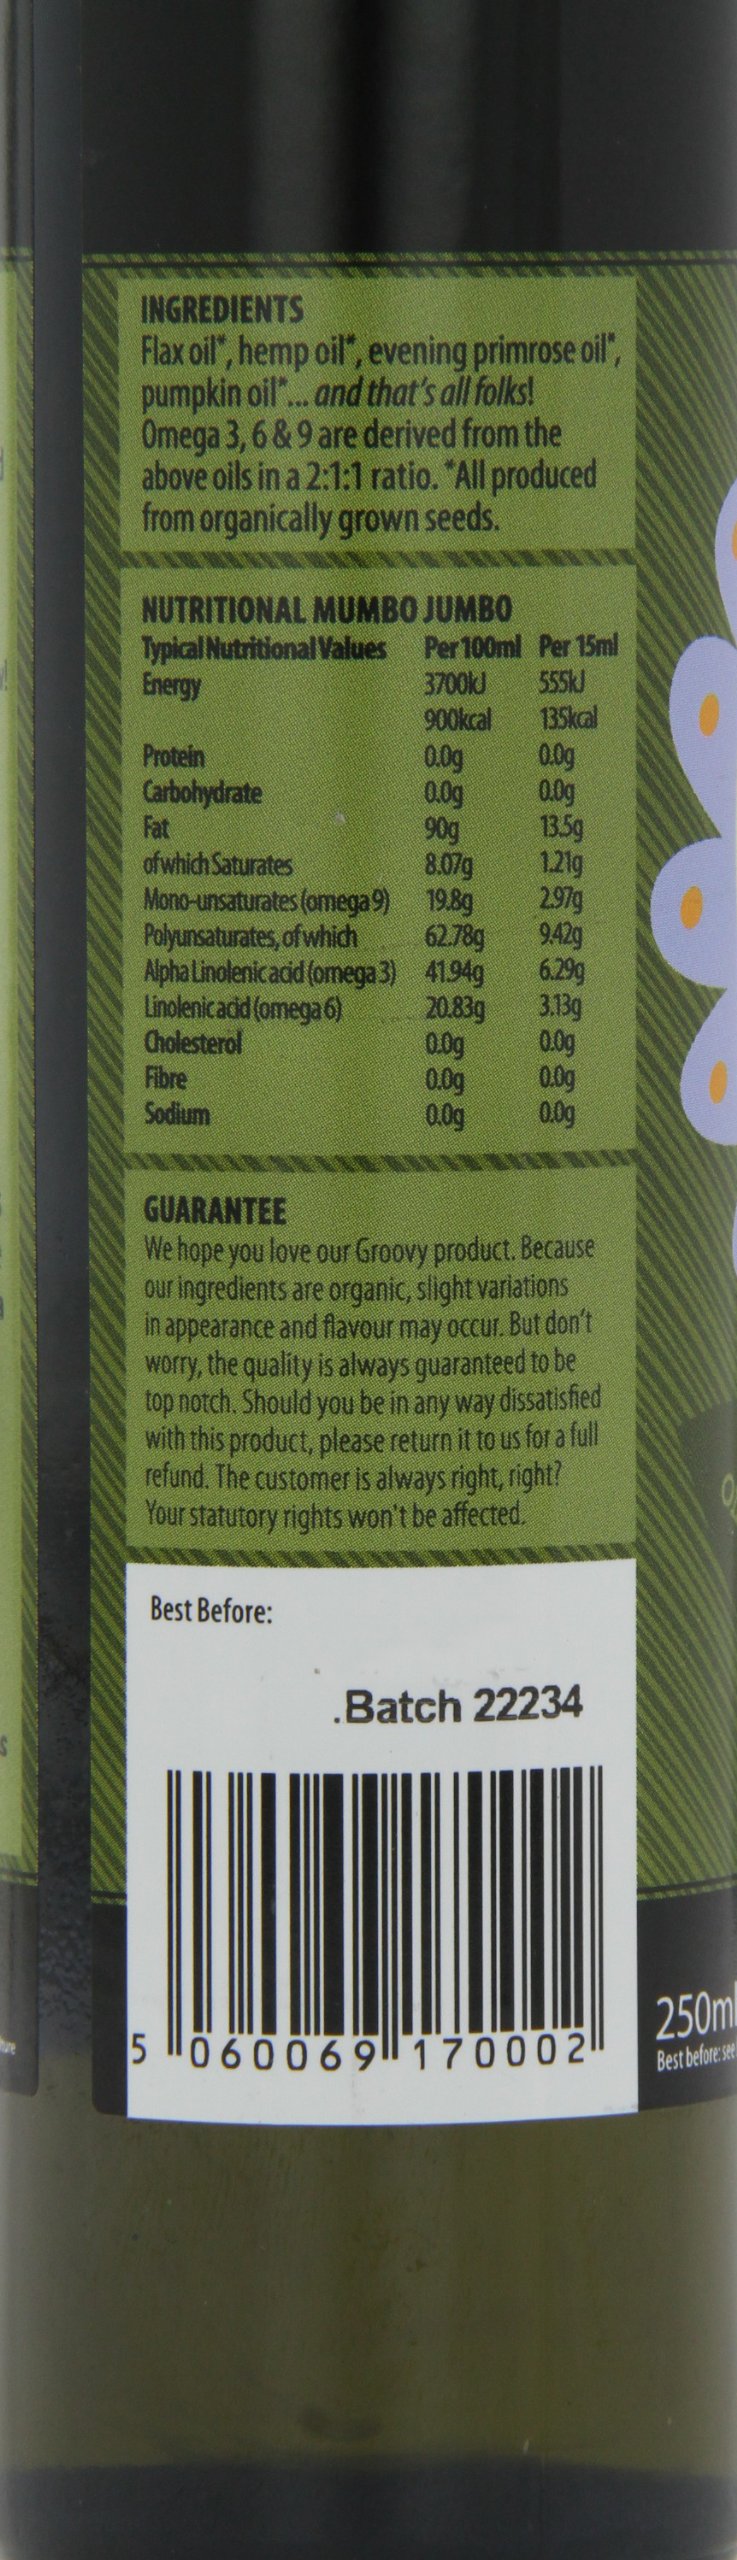 INGREDIENTS
Flax oil*, hemp oil*, evening primrose oil*,
pumpkin oil*... and that's all folks!
Omega 3, 6 & 9 are derived from the
above oils in a 2:1:1 ratio. *All produced
from organically grown seeds.
NUTRITIONAL MUMBO JUMBO
Typical Nutritional Values Per 100ml Per 15ml
Energy 3700kJ 555kJ
900kcal 135kcal
Protein 0.0g 0.0g
Carbohydrate 0.0g 0.0g
Fat 90g 13.5g
of which Saturates 8.07g 1.21g
Mono-unsaturates (omega 9) 19.8g 2.97g
Polyunsaturates, of which 62.78g 9.42g
Alpha Linolenic acid (omega 3) 41.94g 6.29g
Linolenic acid (omega 6) 20.83g 3.13g
Cholesterol 0.0g 0.0g
Fibre 0.0g 0.0g
Sodium 0.0g 0.0g
GUARANTEE
We hope you love our Groovy product. Because
our ingredients are organic, slight variations
in appearance and flavour may occur. But don't
worry, the quality is always guaranteed to be
top notch. Should you be in any way dissatisfied
with this product, please return it to us for a full
refund. The customer is always right, right?
Your statutory rights won't be affected.
Best Before:
.Batch 22234
5 060069 170002
250ml
Best before: see